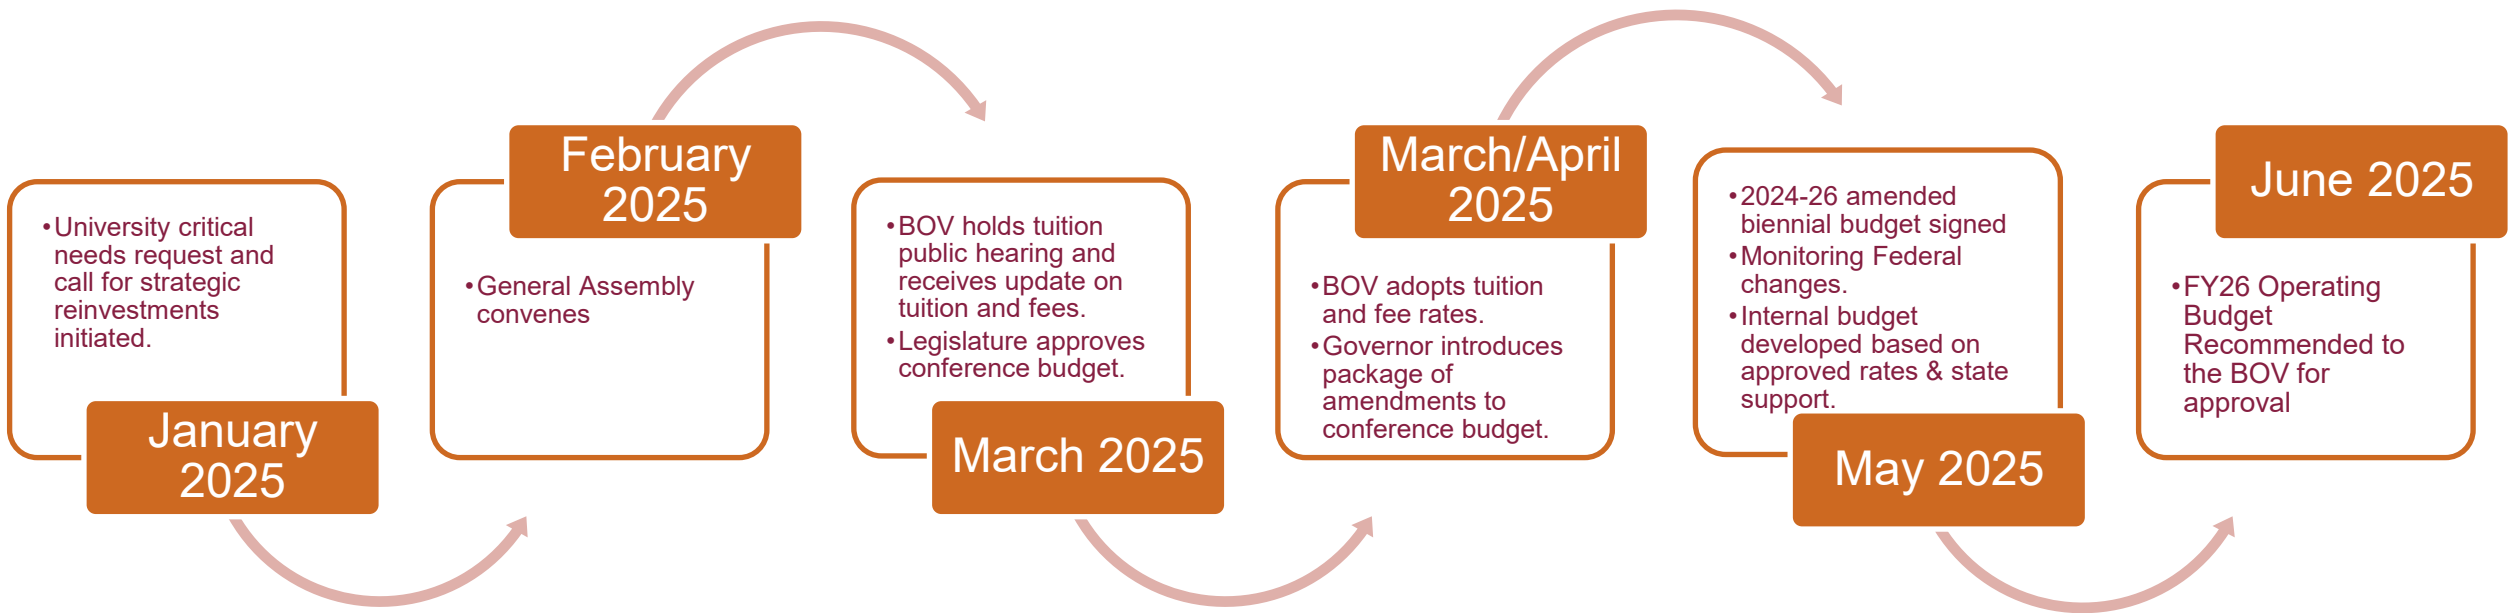 •University critical
needs request and
call for strategic
reinvestments
initiated.
January
2025
February
2025
•General Assembly
convenes
•BOV holds tuition
public hearing and
receives update on
tuition and fees.
•Legislature approves
conference budget.
March 2025
March/April
2025
•BOV adopts tuition
and fee rates.
•Governor introduces
package of
amendments to
conference budget.
•2024-26 amended
biennial budget signed
•Monitoring Federal
changes.
•Internal budget
developed based on
approved rates & state
support.
May 2025
June 2025
•FY26 Operating
Budget
Recommended to
the BOV for
approval